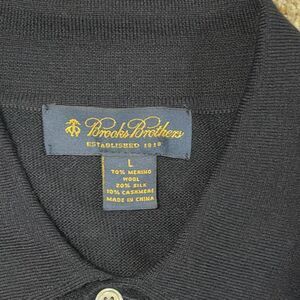 Brooks Brothers
ESTABLISHED 1818
L
70% MERINO
WOOL
20% SILK
10% CASHMERE
MADE IN CHINA